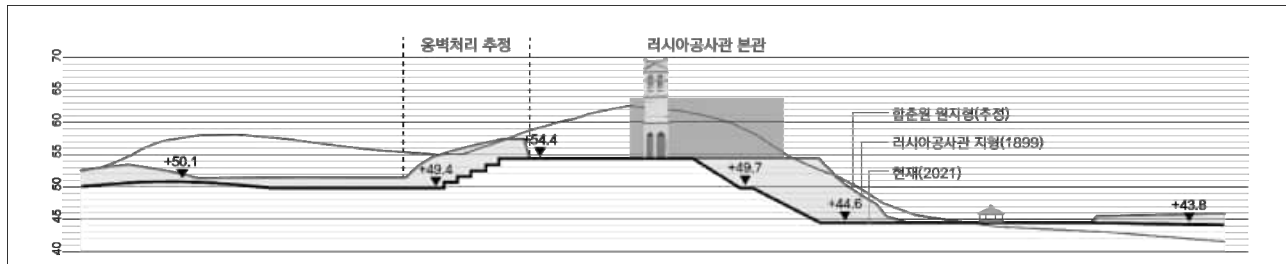 옹벽처리 추정
러시아공사관 본관
70
65
60
55
50
45
40
함춘원 원지형(추정)
러시아공사관 지형(1899)
현재(2021)
+50.1
+49.4
+54.4
+49.7
+44.6
+43.8